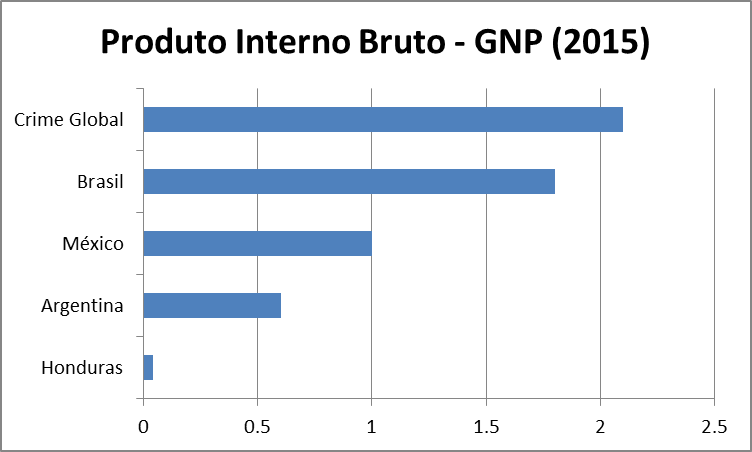 Produto Interno Bruto - GNP (2015)
Crime Global
Brasil
México
Argentina
Honduras
0 0.5 1 1.5 2 2.5